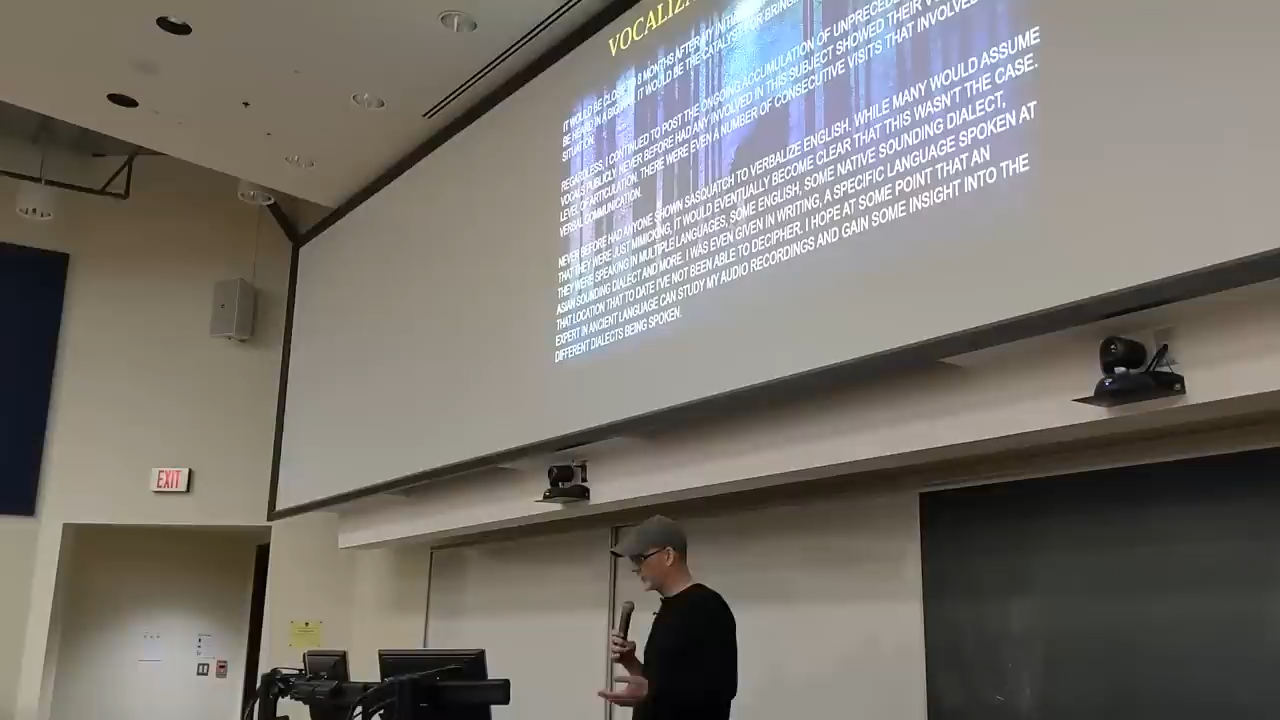 VOCALIZA
IT WOULD BE CLOSE TO 8 MONTHS AFTER MY INITI
BE HEARD IN A BIG WAY. IT WOULD BE THE CATALYST FOR BRINGI
SITUATION.
REGARDLESS, I CONTINUED TO POST THE ONGOING ACCUMULATION OF UNPRECEDE
VOCALS PUBLICLY. NEVER BEFORE HAD ANY INVOLVED IN THIS SUBJECT SHOWED THEIR
LEVEL OF ARTICULATION. THERE WERE EVEN A NUMBER OF CONSECUTIVE VISITS THAT INVOLVED
VERBAL COMMUNICATION.
NEVER BEFORE HAD ANYONE SHOWN SASQUATCH TO VERBALIZE ENGLISH. WHILE MANY WOULD ASSUME
THAT THEY WERE JUST MIMICKING, IT WOULD EVENTUALLY BECOME CLEAR THAT THIS WASN'T THE CASE.
THEY WERE SPEAKING IN MULTIPLE LANGUAGES, SOME ENGLISH, SOME NATIVE SOUNDING DIALECT,
ASIAN SOUNDING DIALECT AND MORE. I WAS EVEN GIVEN IN WRITING, A SPECIFIC LANGUAGE SPOKEN AT
THAT LOCATION THAT TO DATE I'VE NOT BEEN ABLE TO DECIPHER. I HOPE AT SOME POINT THAT AN
EXPERT IN ANCIENT LANGUAGE CAN STUDY MY AUDIO RECORDINGS AND GAIN SOME INSIGHT INTO THE
DIFFERENT DIALECTS BEING SPOKEN.
EXIT